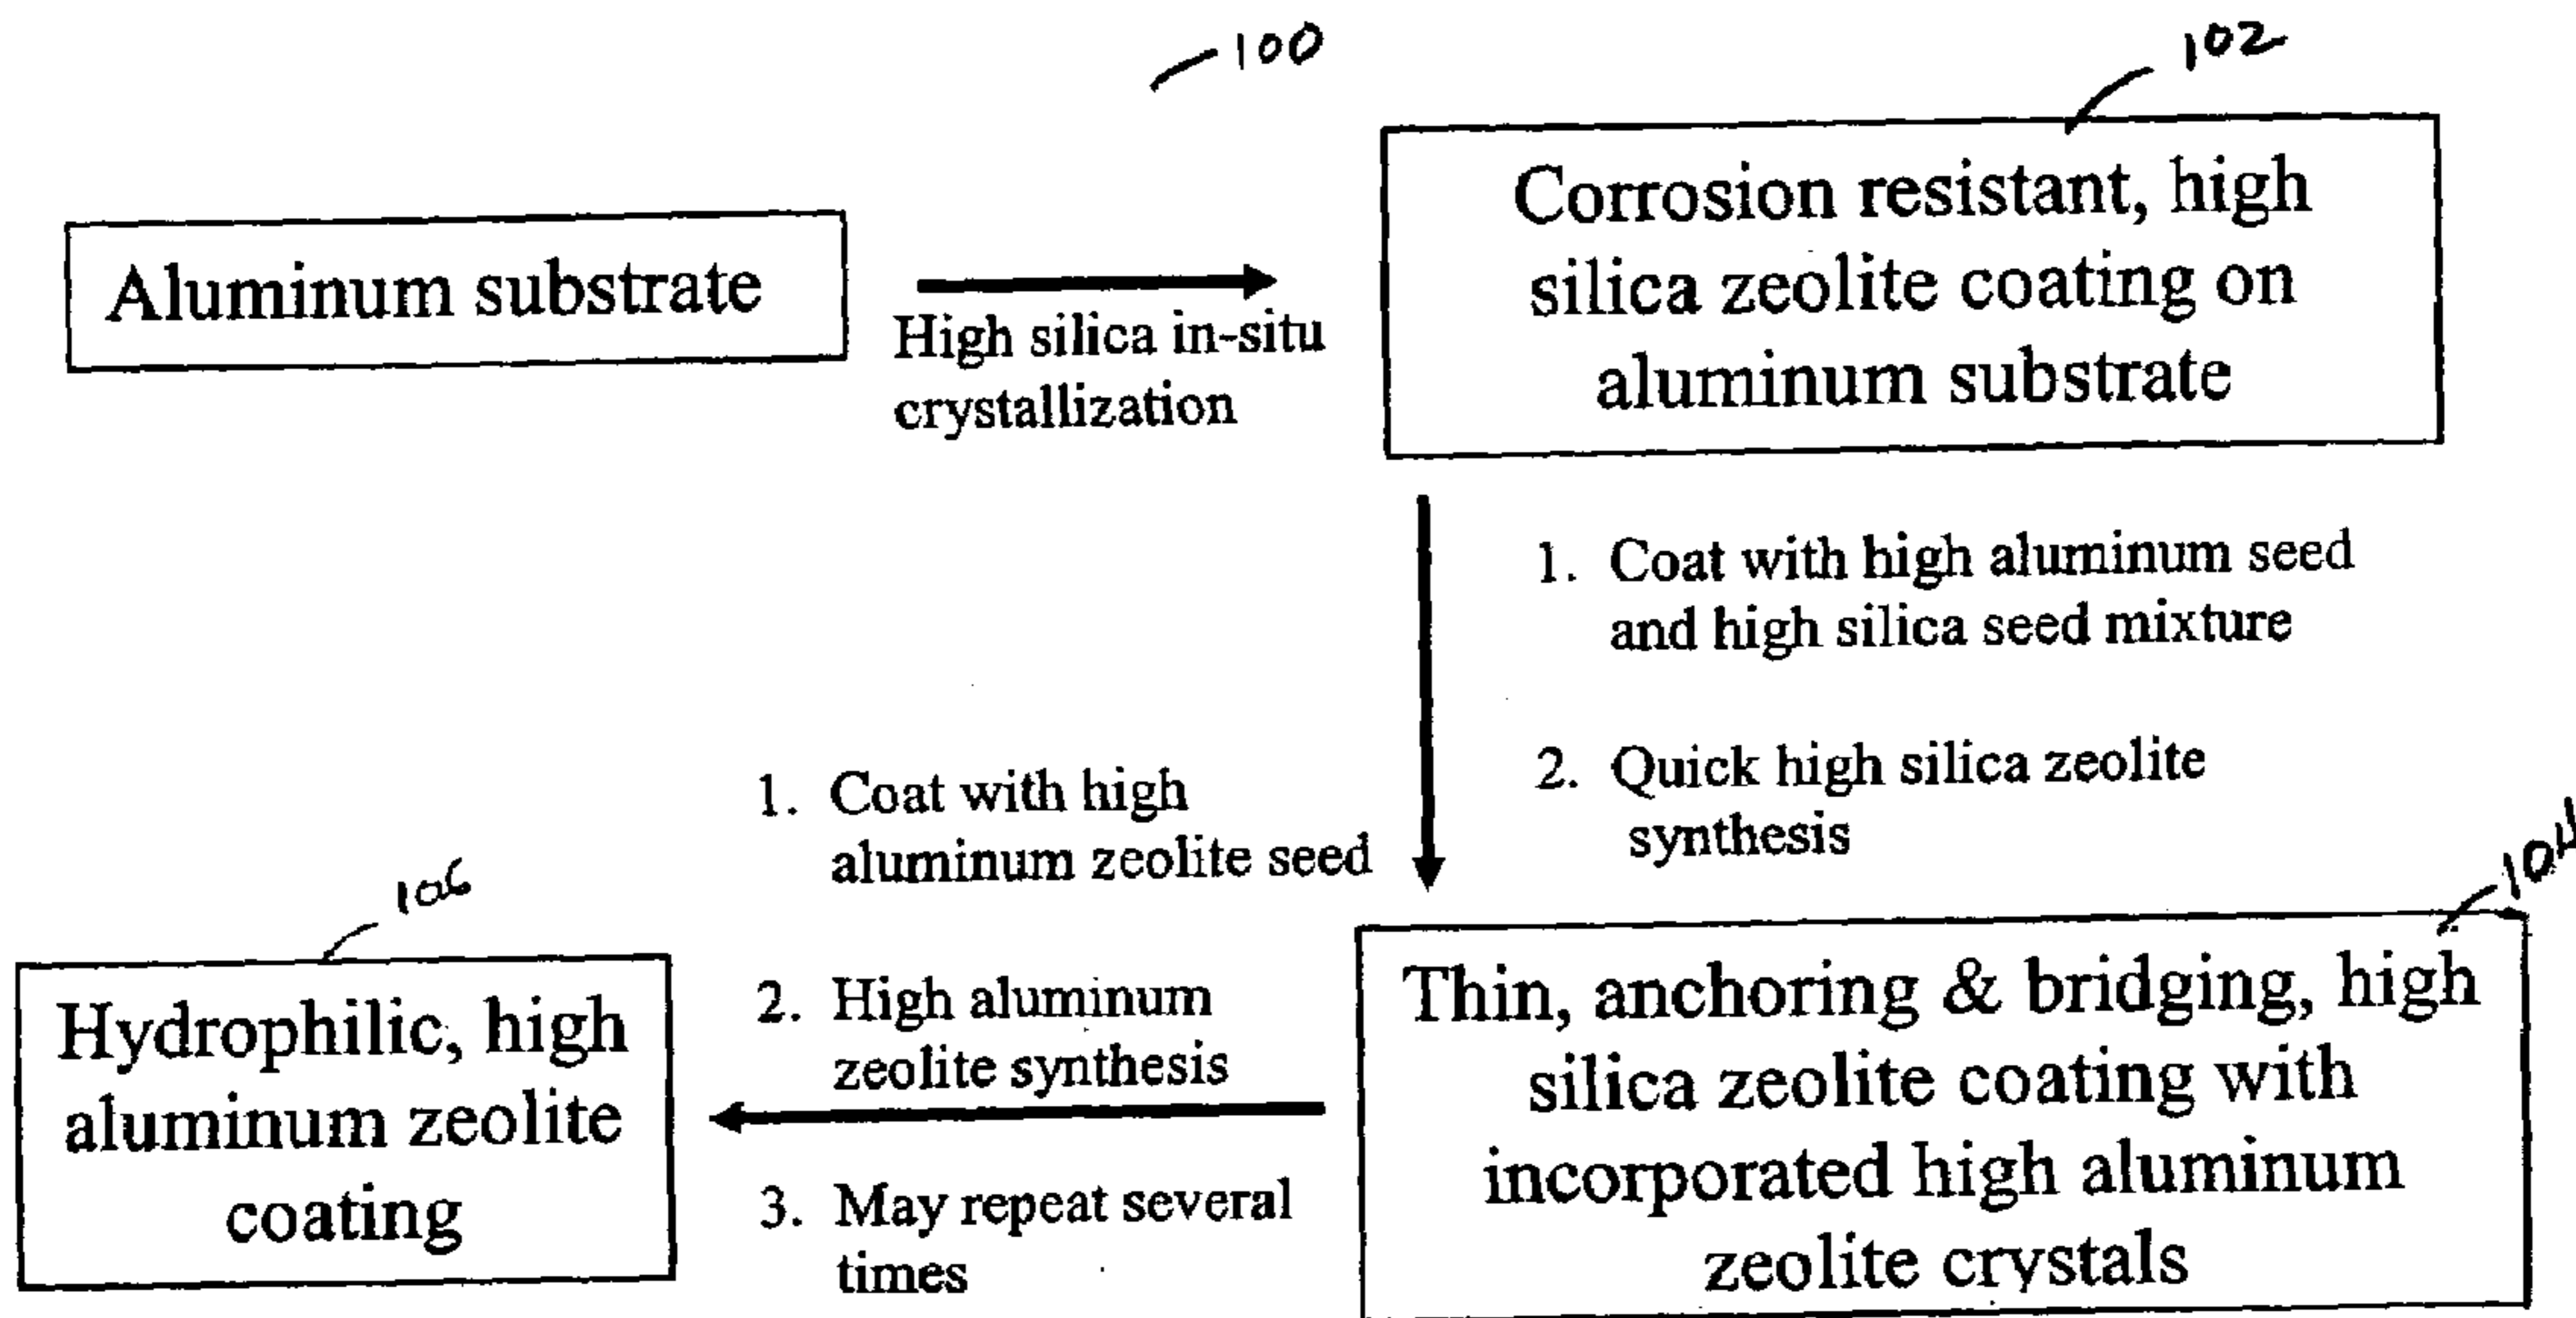 100
102
Aluminum substrate
High silica in-situ
crystallization
Corrosion resistant, high
silica zeolite coating on
aluminum substrate
1. Coat with high aluminum seed
and high silica seed mixture
2. Quick high silica zeolite
synthesis
104
Thin, anchoring & bridging, high
silica zeolite coating with
incorporated high aluminum
zeolite crystals
1. Coat with high
aluminum zeolite seed
2. High aluminum
zeolite synthesis
3. May repeat several
times
106
Hydrophilic, high
aluminum zeolite
coating